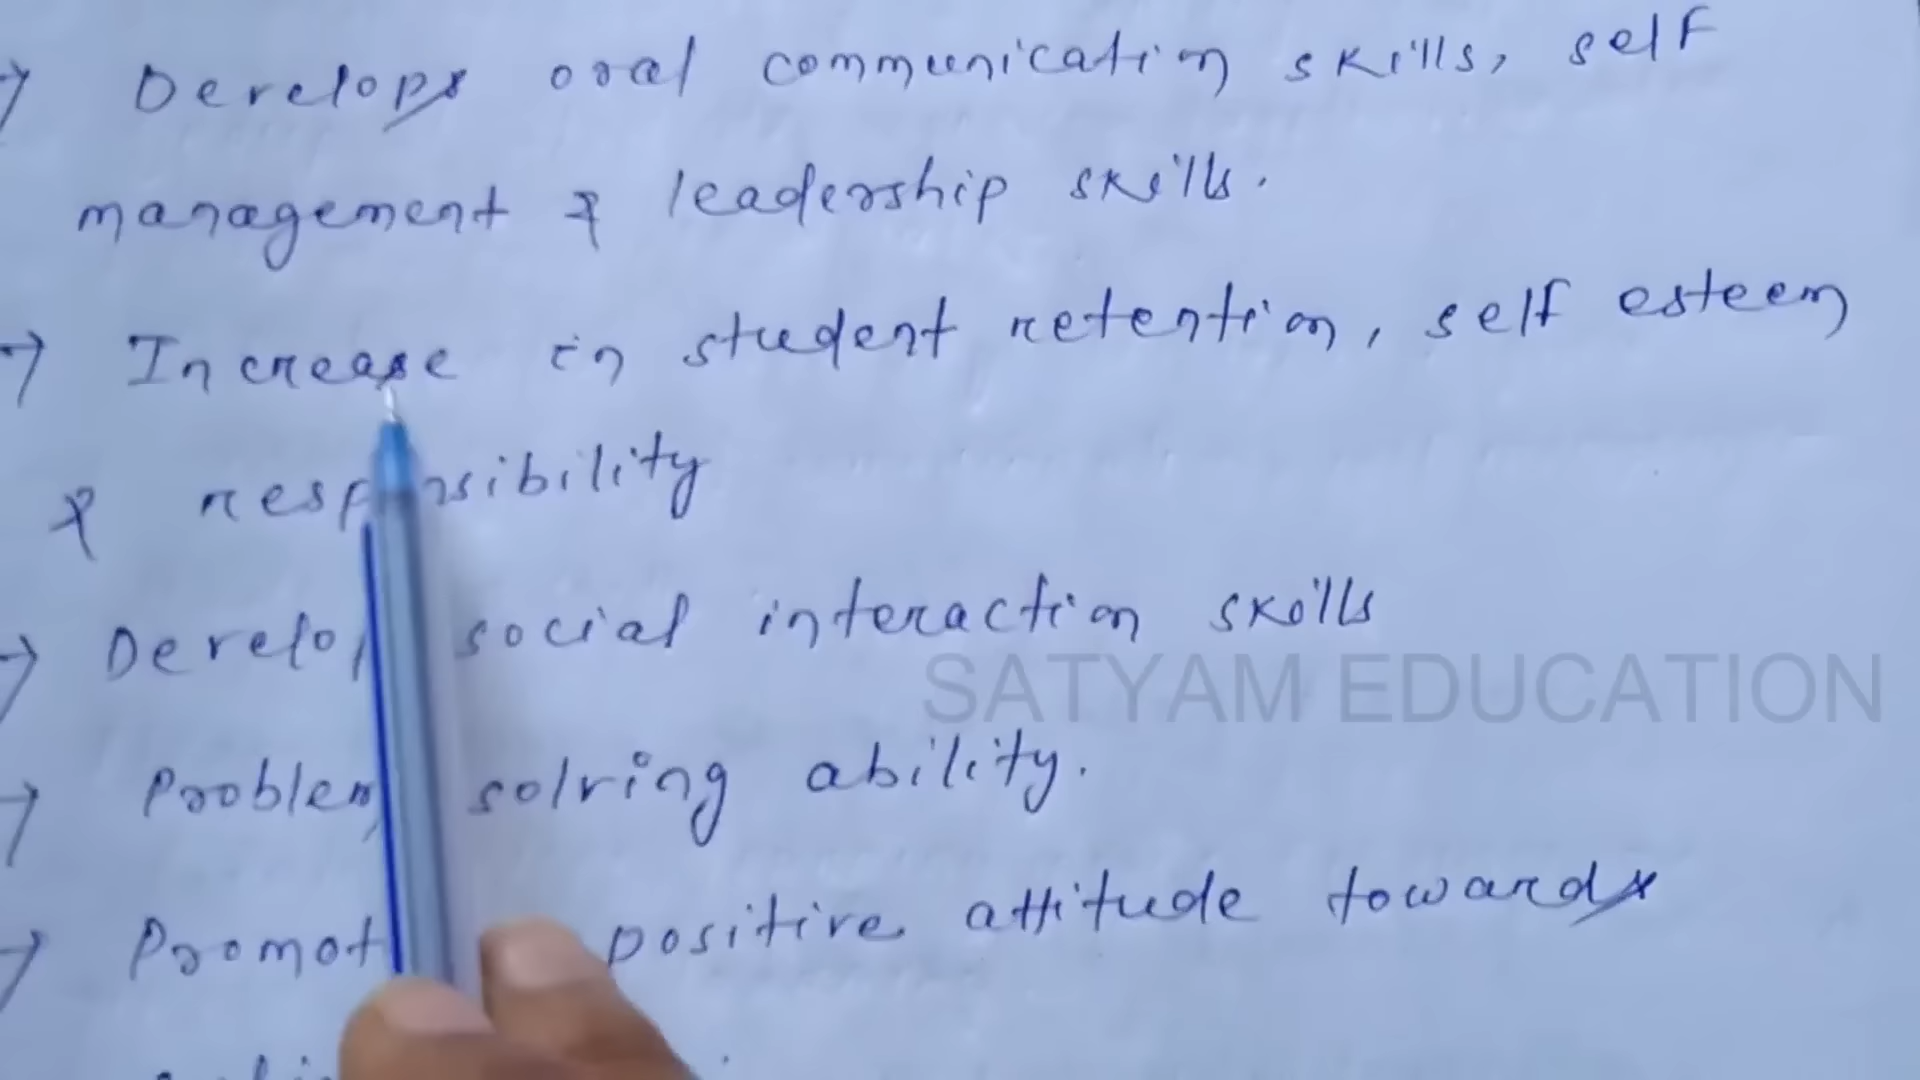 → Develops oral communication skills, self
management & leadership skills.
→ Increase in student retention, self esteem
& responsibility
→ Develop social interaction skills
SATYAM EDUCATION
→ Problem solving ability.
→ positive attitude towards